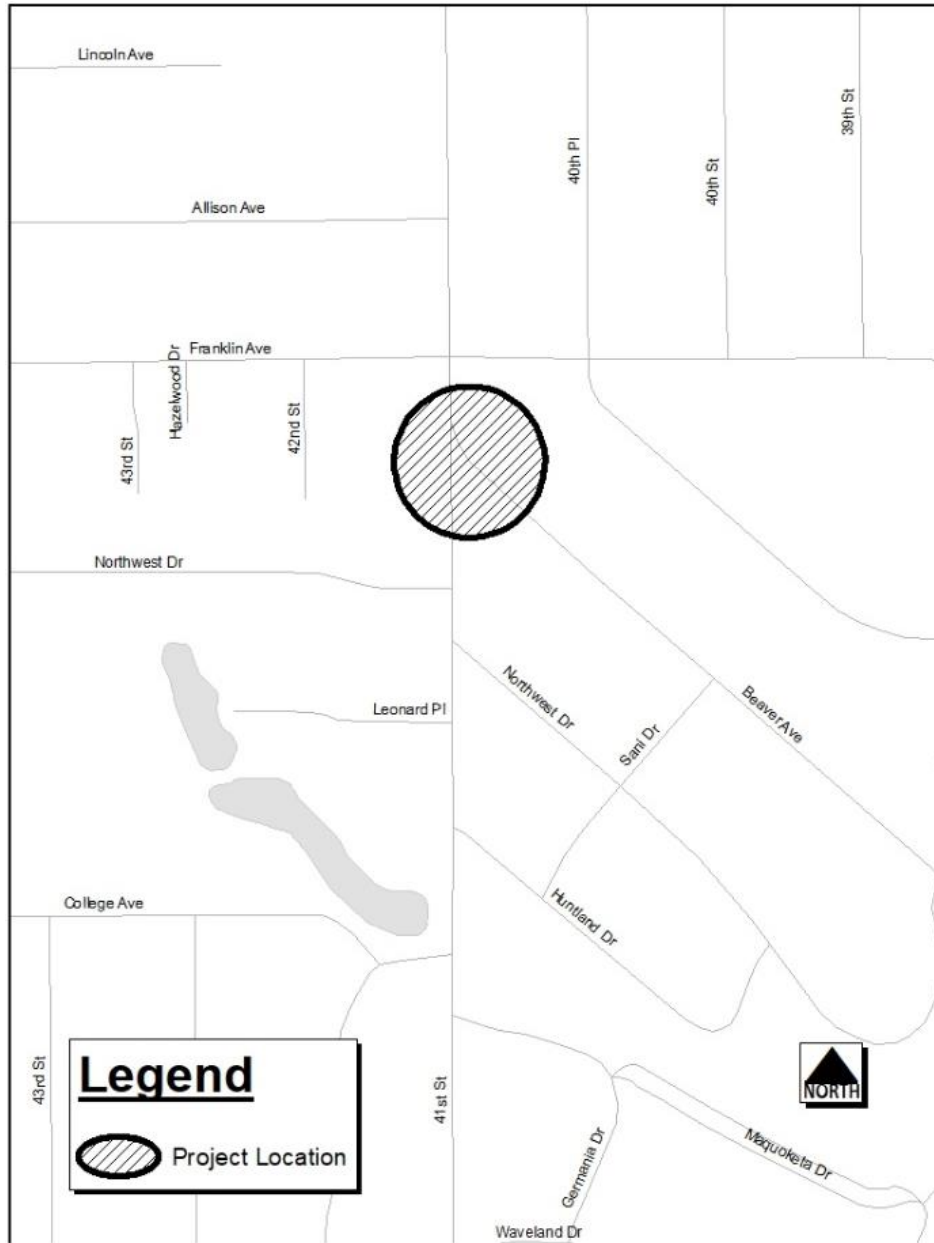 Lincoln Ave
40th Pl
40th St
39th St
Allison Ave
Franklin Ave
Hazelwood Dr
43rd St
42nd St
Northwest Dr
Northwest Dr
Leonard Pl
Sani Dr
Beaver Ave
College Ave
Huntland Dr
43rd St
Legend
Project Location
41st St
NORTH
Germania Dr
Maquoketa Dr
Waveland Dr